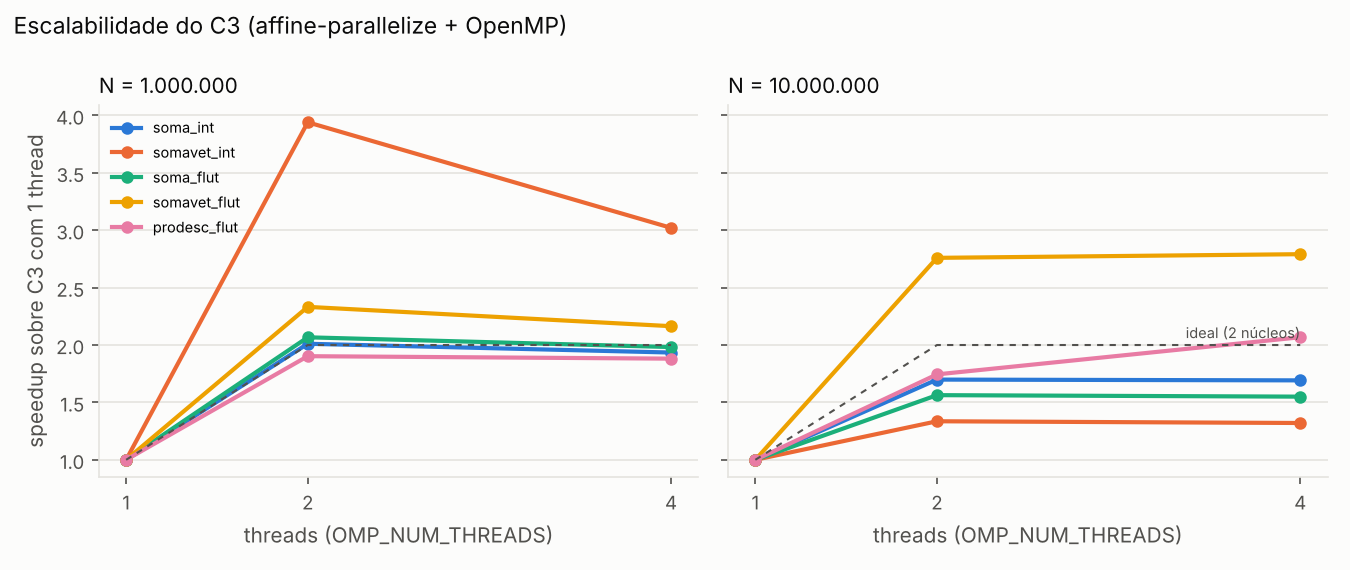 Escalabilidade do C3 (affine-parallelize + OpenMP)
N = 1.000.000
4.0
3.5
3.0
2.5
2.0
1.5
1.0
speedup sobre C3 com 1 thread
soma_int
somavet_int
soma_flut
somavet_flut
prodesc_flut
1
2
4
threads (OMP_NUM_THREADS)
N = 10.000.000
ideal (2 núcleos)
1
2
4
threads (OMP_NUM_THREADS)